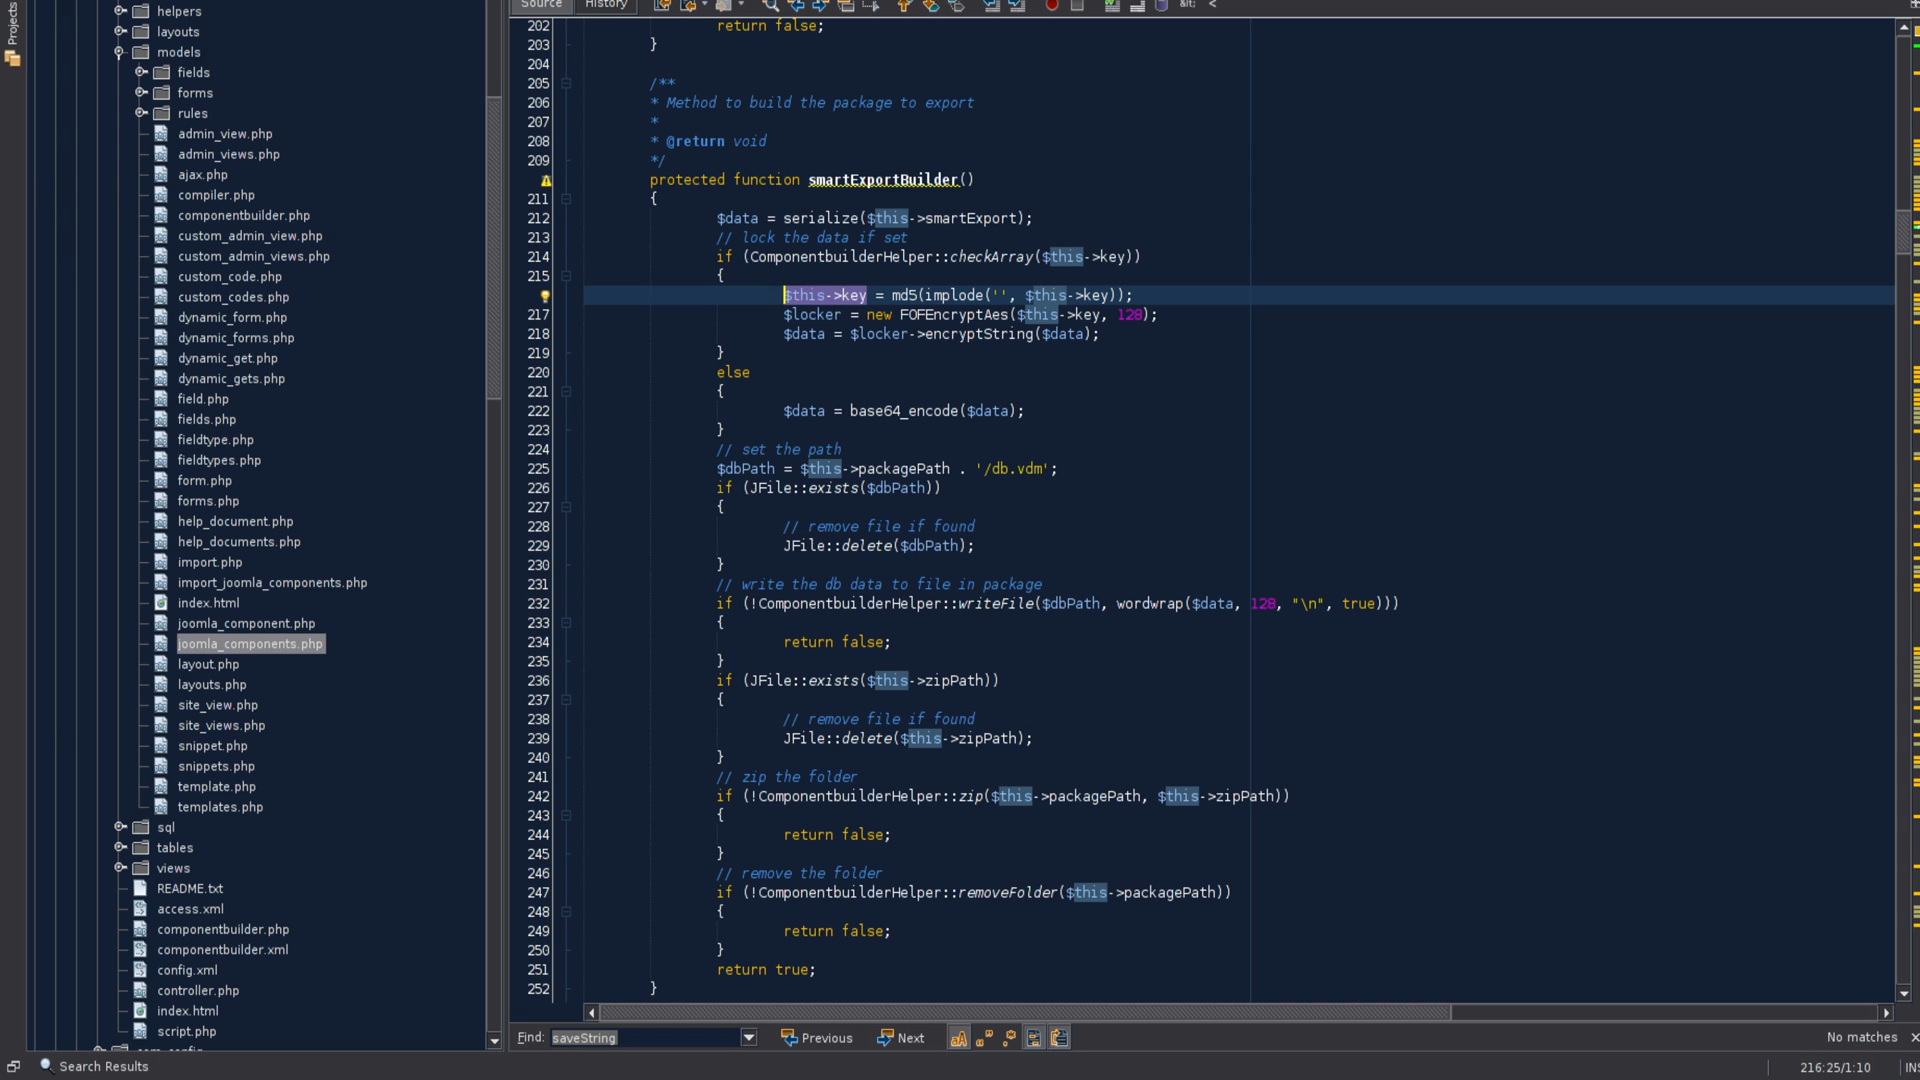 Projects
helpers
layouts
models
fields
forms
rules
admin_view.php
admin_views.php
ajax.php
compiler.php
componentbuilder.php
custom_admin_view.php
custom_admin_views.php
custom_code.php
custom_codes.php
dynamic_form.php
dynamic_forms.php
dynamic_get.php
dynamic_gets.php
field.php
fields.php
fieldtype.php
fieldtypes.php
form.php
forms.php
help_document.php
help_documents.php
import.php
import_joomla_components.php
index.html
joomla_component.php
joomla_components.php
layout.php
layouts.php
site_view.php
site_views.php
snippet.php
snippets.php
template.php
templates.php
sql
tables
views
README.txt
access.xml
componentbuilder.php
componentbuilder.xml
config.xml
controller.php
index.html
script.php
Source History
202 return false;
203 }
204
205 /**
206 * Method to build the package to export
207 *
208 * @return void
209 */
protected function smartExportBuilder()
211 {
212 $data = serialize($this->smartExport);
213 // lock the data if set
214 if (ComponentbuilderHelper::checkArray($this->key))
215 {
$this->key = md5(implode('', $this->key));
217 $locker = new FOFEncryptAes($this->key, 128);
218 $data = $locker->encryptString($data);
219 }
220 else
221 {
222 $data = base64_encode($data);
223 }
224 // set the path
225 $dbPath = $this->packagePath . '/db.vdm';
226 if (JFile::exists($dbPath))
227 {
228 // remove file if found
229 JFile::delete($dbPath);
230 }
231 // write the db data to file in package
232 if (!ComponentbuilderHelper::writeFile($dbPath, wordwrap($data, 128, "\n", true)))
233 {
234 return false;
235 }
236 if (JFile::exists($this->zipPath))
237 {
238 // remove file if found
239 JFile::delete($this->zipPath);
240 }
241 // zip the folder
242 if (!ComponentbuilderHelper::zip($this->packagePath, $this->zipPath))
243 {
244 return false;
245 }
246 // remove the folder
247 if (!ComponentbuilderHelper::removeFolder($this->packagePath))
248 {
249 return false;
250 }
251 return true;
252 }
Find: saveString Previous Next No matches
Search Results 216:25/1:10 INS